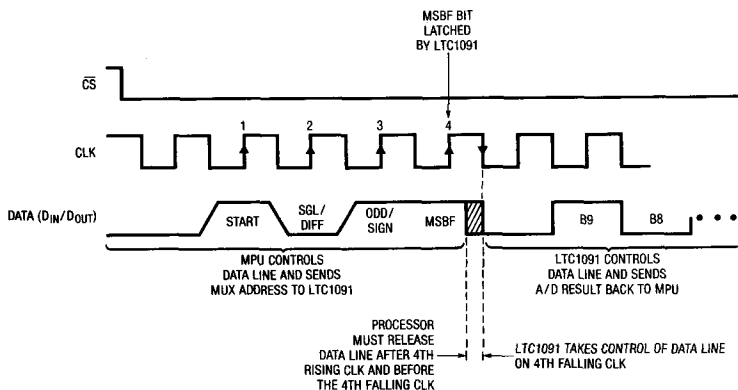 MSBF BIT
LATCHED
BY LTC1091
CS
1 2 3 4
CLK
DATA (DIN/DOUT)
START
SGL/
DIFF
ODD/
SIGN
MSBF
B9
B8
• • • •
MPU CONTROLS
DATA LINE AND SENDS
MUX ADDRESS TO LTC1091
LTC1091 CONTROLS
DATA LINE AND SENDS
A/D RESULT BACK TO MPU
PROCESSOR
MUST RELEASE
DATA LINE AFTER 4TH
RISING CLK AND BEFORE
THE 4TH FALLING CLK
LTC1091 TAKES CONTROL OF DATA LINE
ON 4TH FALLING CLK